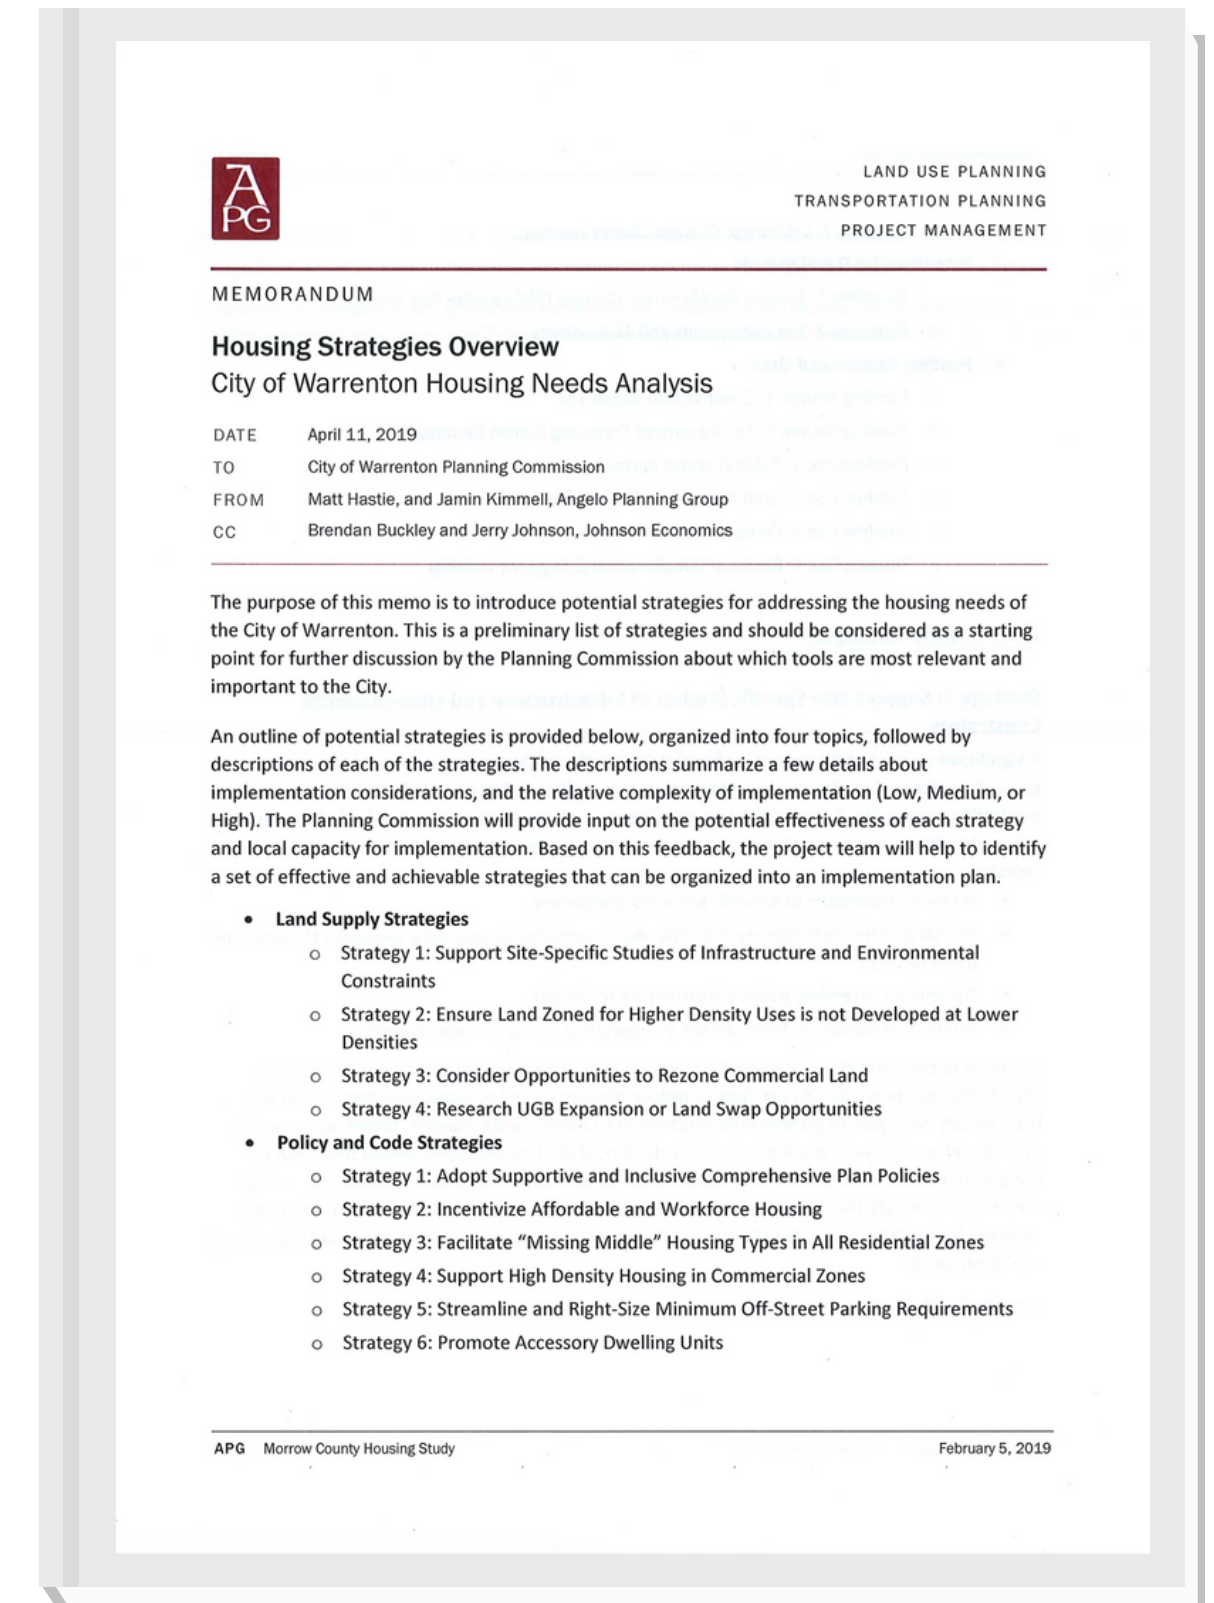 APG
LAND USE PLANNING
TRANSPORTATION PLANNING
PROJECT MANAGEMENT
MEMORANDUM
Housing Strategies Overview
City of Warrenton Housing Needs Analysis
DATE April 11, 2019
TO City of Warrenton Planning Commission
FROM Matt Hastie, and Jamin Kimmell, Angelo Planning Group
CC Brendan Buckley and Jerry Johnson, Johnson Economics
The purpose of this memo is to introduce potential strategies for addressing the housing needs of
the City of Warrenton. This is a preliminary list of strategies and should be considered as a starting
point for further discussion by the Planning Commission about which tools are most relevant and
important to the City.
An outline of potential strategies is provided below, organized into four topics, followed by
descriptions of each of the strategies. The descriptions summarize a few details about
implementation considerations, and the relative complexity of implementation (Low, Medium, or
High). The Planning Commission will provide input on the potential effectiveness of each strategy
and local capacity for implementation. Based on this feedback, the project team will help to identify
a set of effective and achievable strategies that can be organized into an implementation plan.
• Land Supply Strategies
o Strategy 1: Support Site-Specific Studies of Infrastructure and Environmental
Constraints
o Strategy 2: Ensure Land Zoned for Higher Density Uses is not Developed at Lower
Densities
o Strategy 3: Consider Opportunities to Rezone Commercial Land
o Strategy 4: Research UGB Expansion or Land Swap Opportunities
• Policy and Code Strategies
o Strategy 1: Adopt Supportive and Inclusive Comprehensive Plan Policies
o Strategy 2: Incentivize Affordable and Workforce Housing
o Strategy 3: Facilitate “Missing Middle” Housing Types in All Residential Zones
o Strategy 4: Support High Density Housing in Commercial Zones
o Strategy 5: Streamline and Right-Size Minimum Off-Street Parking Requirements
o Strategy 6: Promote Accessory Dwelling Units
APG Morrow County Housing Study February 5, 2019